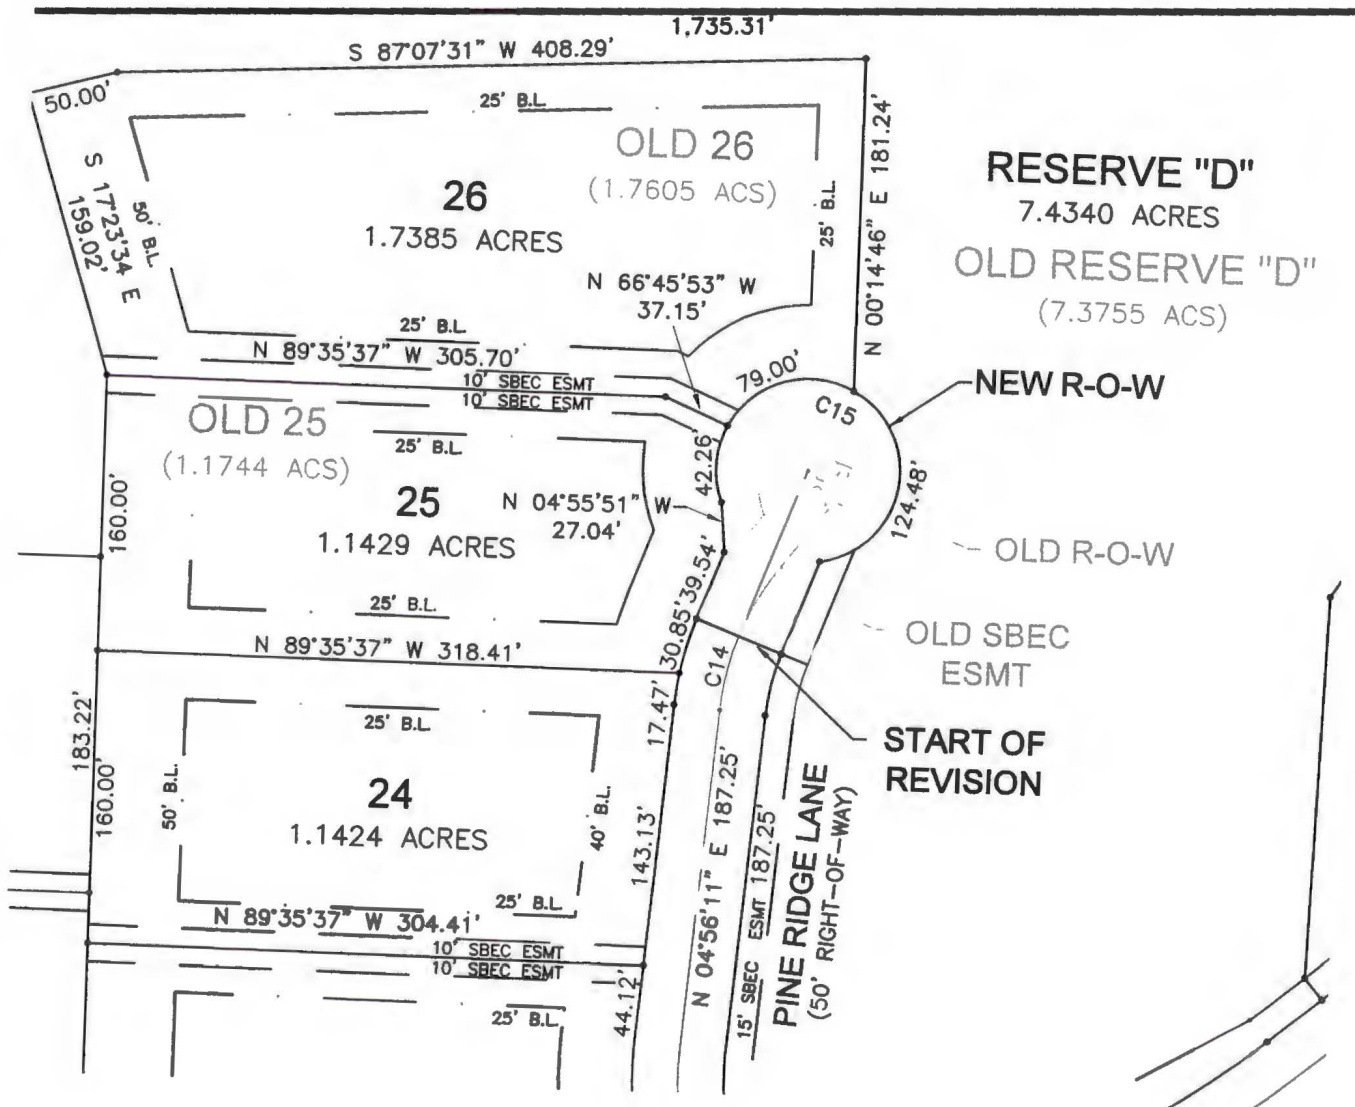 1,735.31'
S 87°07'31" W 408.29'
50.00'
25' B.L.
OLD 26
(1.7605 ACS)
26
1.7385 ACRES
S 17°23'34 E
159.02'
50' B.L.
25' B.L.
N 00°14'46" E 181.24'
RESERVE "D"
7.4340 ACRES
OLD RESERVE "D"
(7.3755 ACS)
N 66°45'53" W
37.15'
25' B.L.
N 89°35'37" W 305.70'
10' SBEC ESMT
10' SBEC ESMT
79.00'
C15
NEW R-O-W
OLD 25
(1.1744 ACS)
25' B.L.
42.26'
25
1.1429 ACRES
N 04°55'51" W
27.04'
160.00'
124.48'
OLD R-O-W
39.54'
25' B.L.
30.85'
OLD SBEC
ESMT
N 89°35'37" W 318.41'
C14
17.47'
START OF
REVISION
25' B.L.
183.22'
160.00'
50' B.L.
24
1.1424 ACRES
40' B.L.
143.13'
N 04°56'11" E 187.25'
15' SBEC ESMT 187.25'
PINE RIDGE LANE
(50' RIGHT-OF-WAY)
25' B.L.
N 89°35'37" W 304.41'
10' SBEC ESMT
10' SBEC ESMT
44.12'
25' B.L.